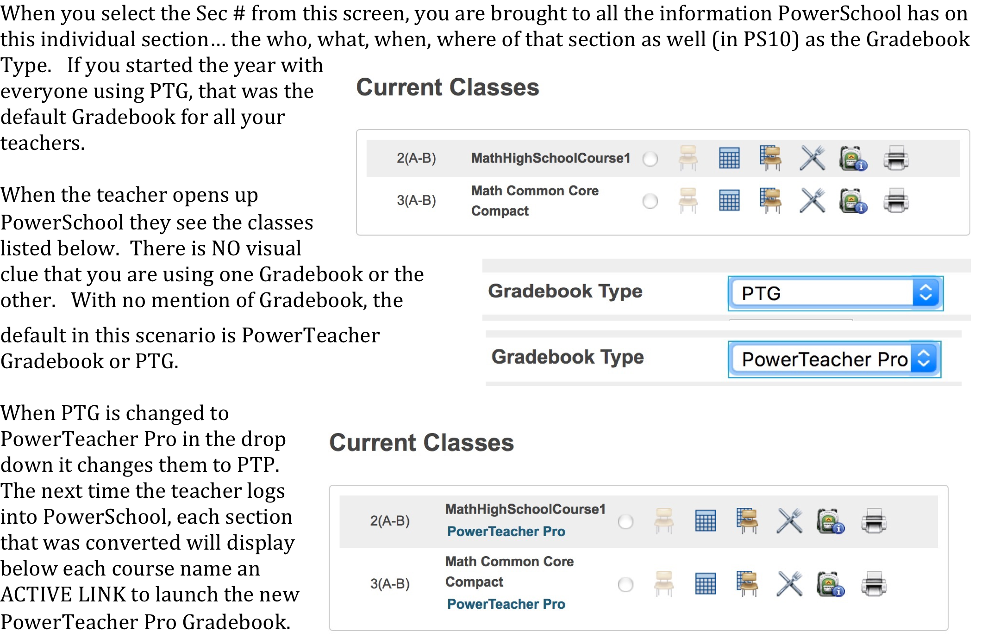 When you select the Sec # from this screen, you are brought to all the information PowerSchool has on
this individual section… the who, what, when, where of that section as well (in PS10) as the Gradebook
Type.   If you started the year with
everyone using PTG, that was the
default Gradebook for all your
teachers.
Current Classes
2(A-B) MathHighSchoolCourse1
3(A-B) Math Common Core
Compact
When the teacher opens up
PowerSchool they see the classes
listed below.  There is NO visual
clue that you are using one Gradebook or the
other.   With no mention of Gradebook, the
default in this scenario is PowerTeacher
Gradebook or PTG.
Gradebook Type PTG
Gradebook Type PowerTeacher Pro
When PTG is changed to
PowerTeacher Pro in the drop
down it changes them to PTP.
The next time the teacher logs
into PowerSchool, each section
that was converted will display
below each course name an
ACTIVE LINK to launch the new
PowerTeacher Pro Gradebook.
Current Classes
2(A-B) MathHighSchoolCourse1
PowerTeacher Pro
3(A-B) Math Common Core
Compact
PowerTeacher Pro